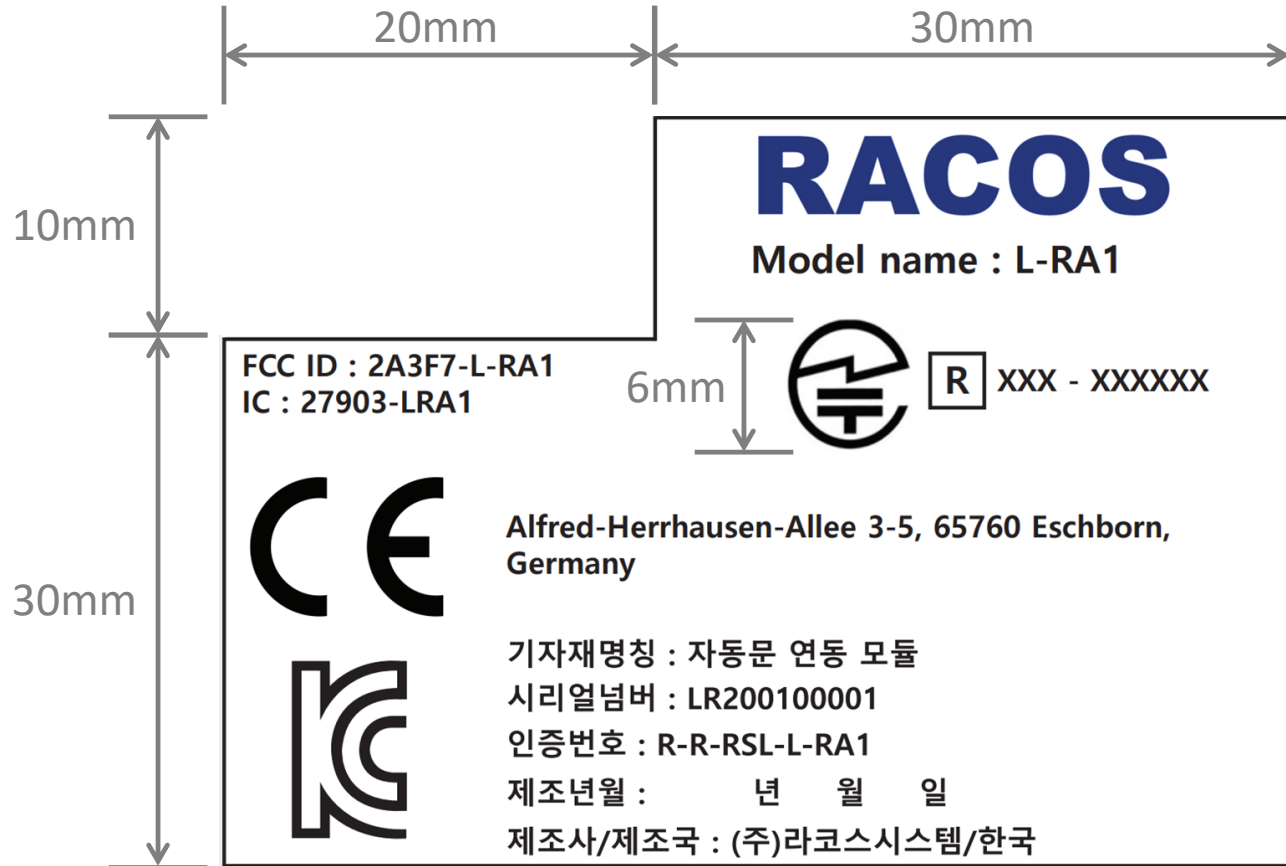 20mm
30mm
10mm
RACOS
Model name : L-RA1
FCC ID : 2A3F7-L-RA1
IC : 27903-LRA1
6mm
R XXX - XXXXXX
CE
Alfred-Herrhausen-Allee 3-5, 65760 Eschborn,
Germany
30mm
기자재명칭 : 자동문 연동 모듈
시리얼넘버 : LR200100001
인증번호 : R-R-RSL-L-RA1
제조년월 : 년 월 일
제조사/제조국 : (주)라코스시스템/한국
KC